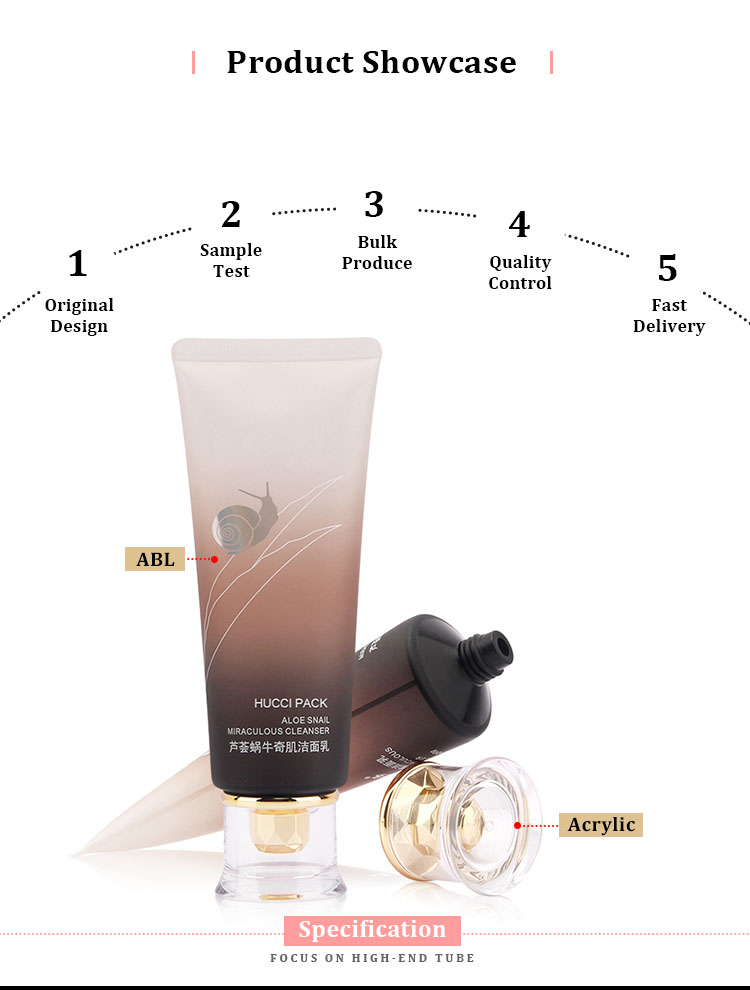 Product Showcase
1
Original
Design
2
Sample
Test
3
Bulk
Produce
4
Quality
Control
5
Fast
Delivery
ABL
HUCCI PACK
ALOE SNAIL
MIRACULOUS CLEANSER
芦荟蜗牛奇肌洁面乳
Acrylic
Specification
FOCUS ON HIGH-END TUBE